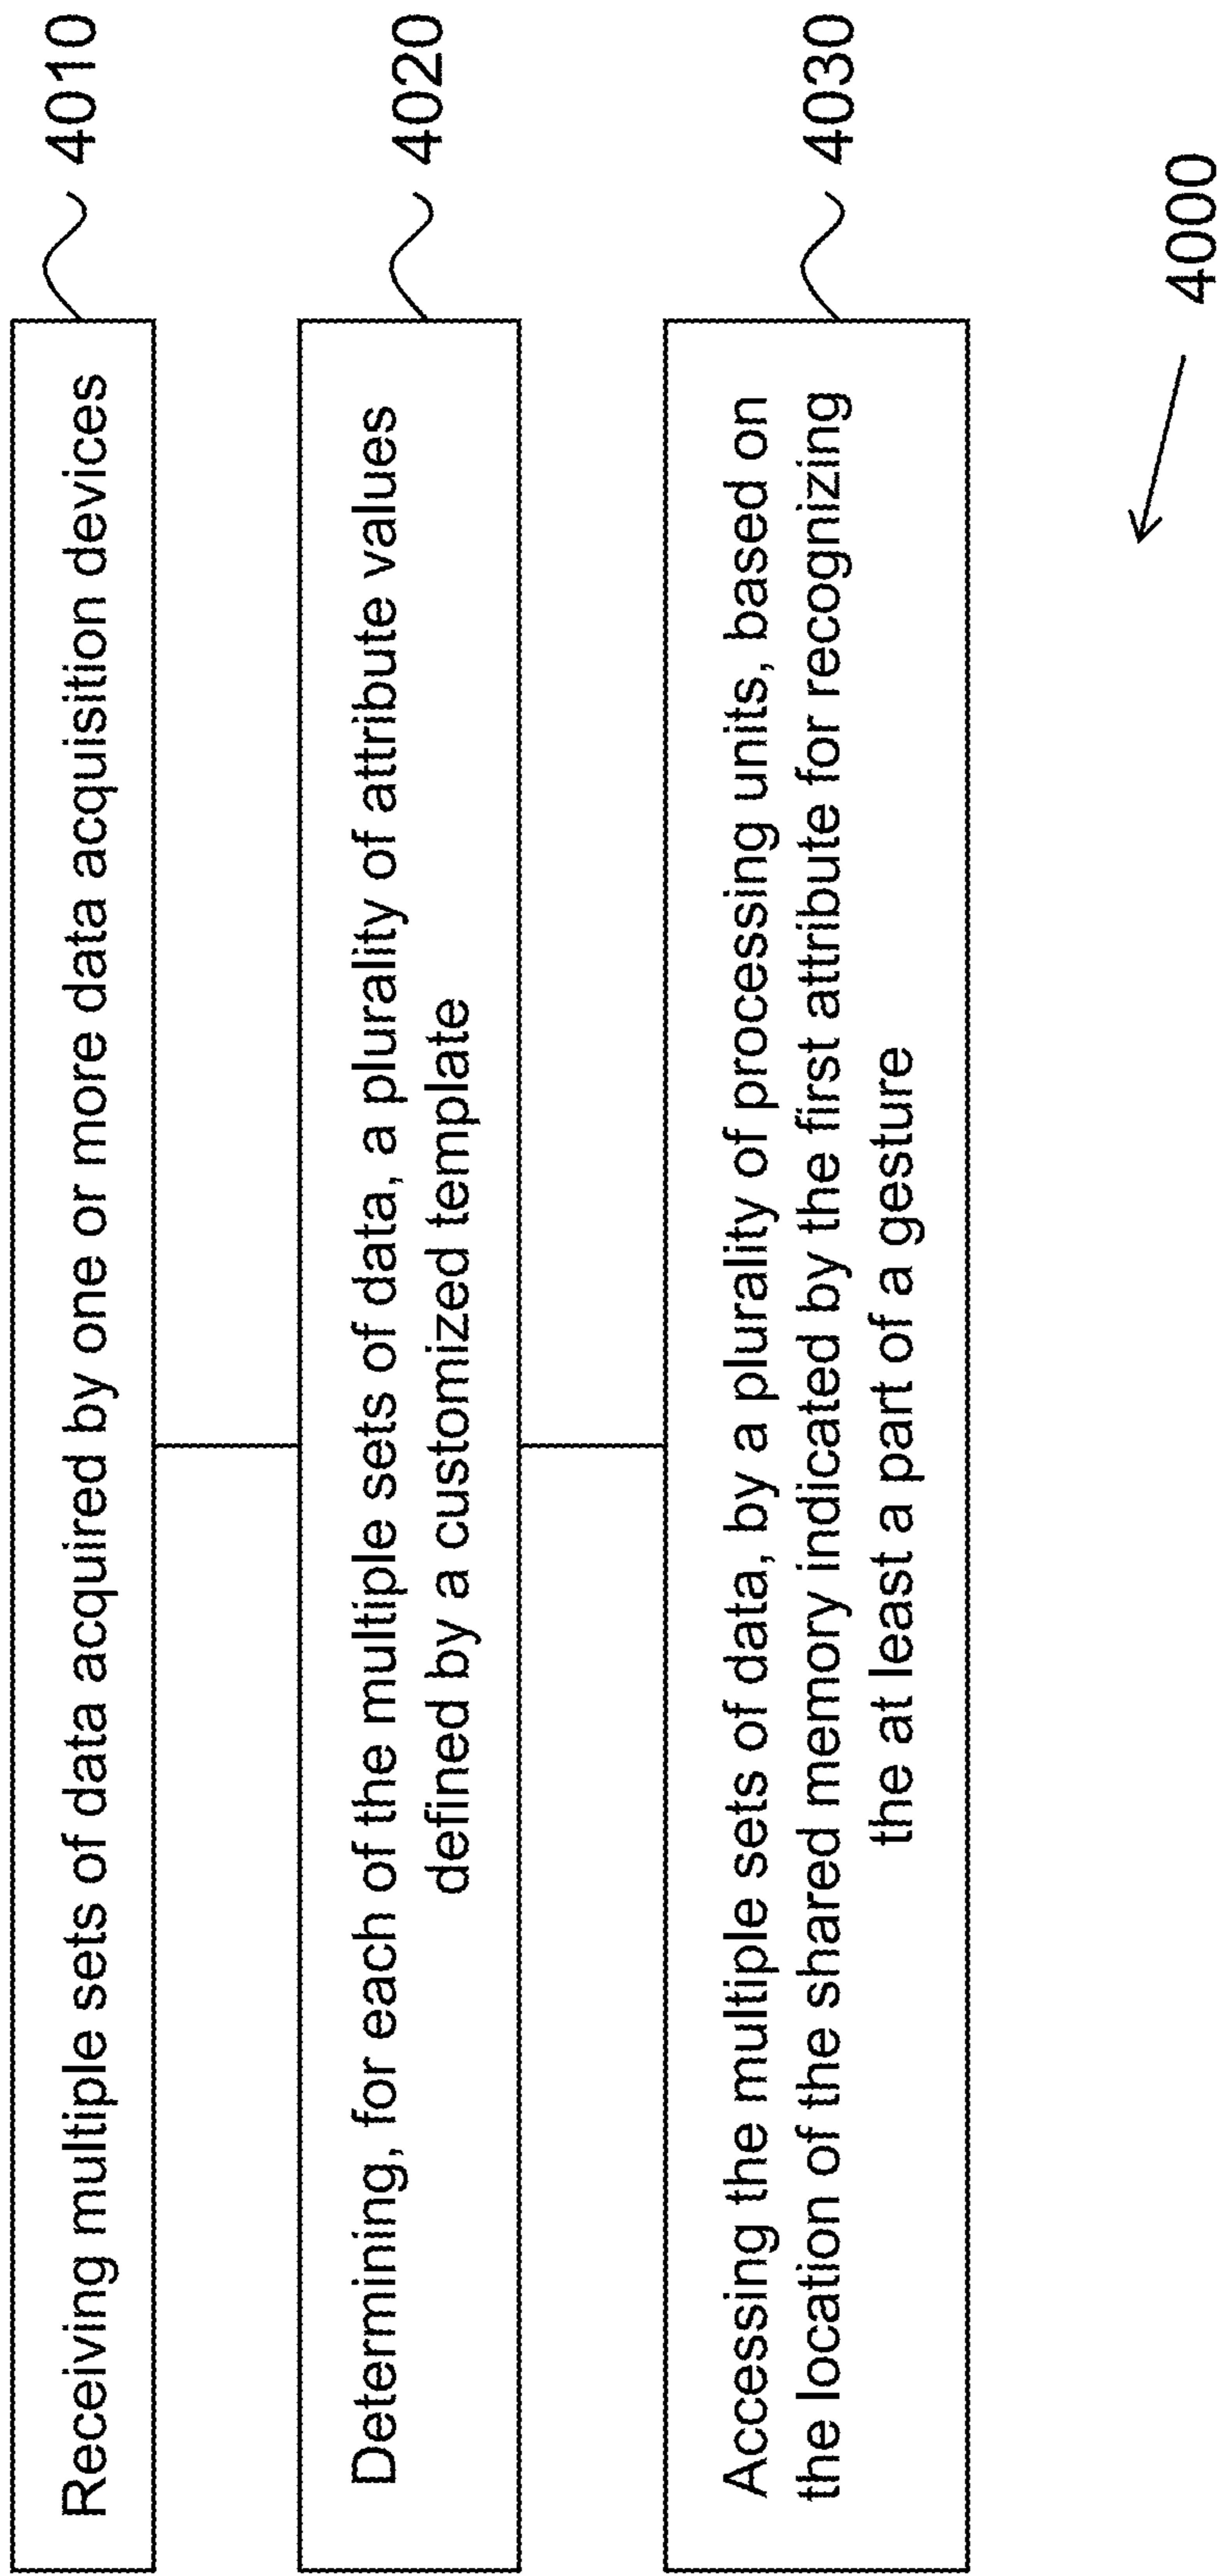 Receiving multiple sets of data acquired by one or more data acquisition devices
4010
Determining, for each of the multiple sets of data, a plurality of attribute values
defined by a customized template
4020
Accessing the multiple sets of data, by a plurality of processing units, based on
the location of the shared memory indicated by the first attribute for recognizing
the at least a part of a gesture
4030
4000